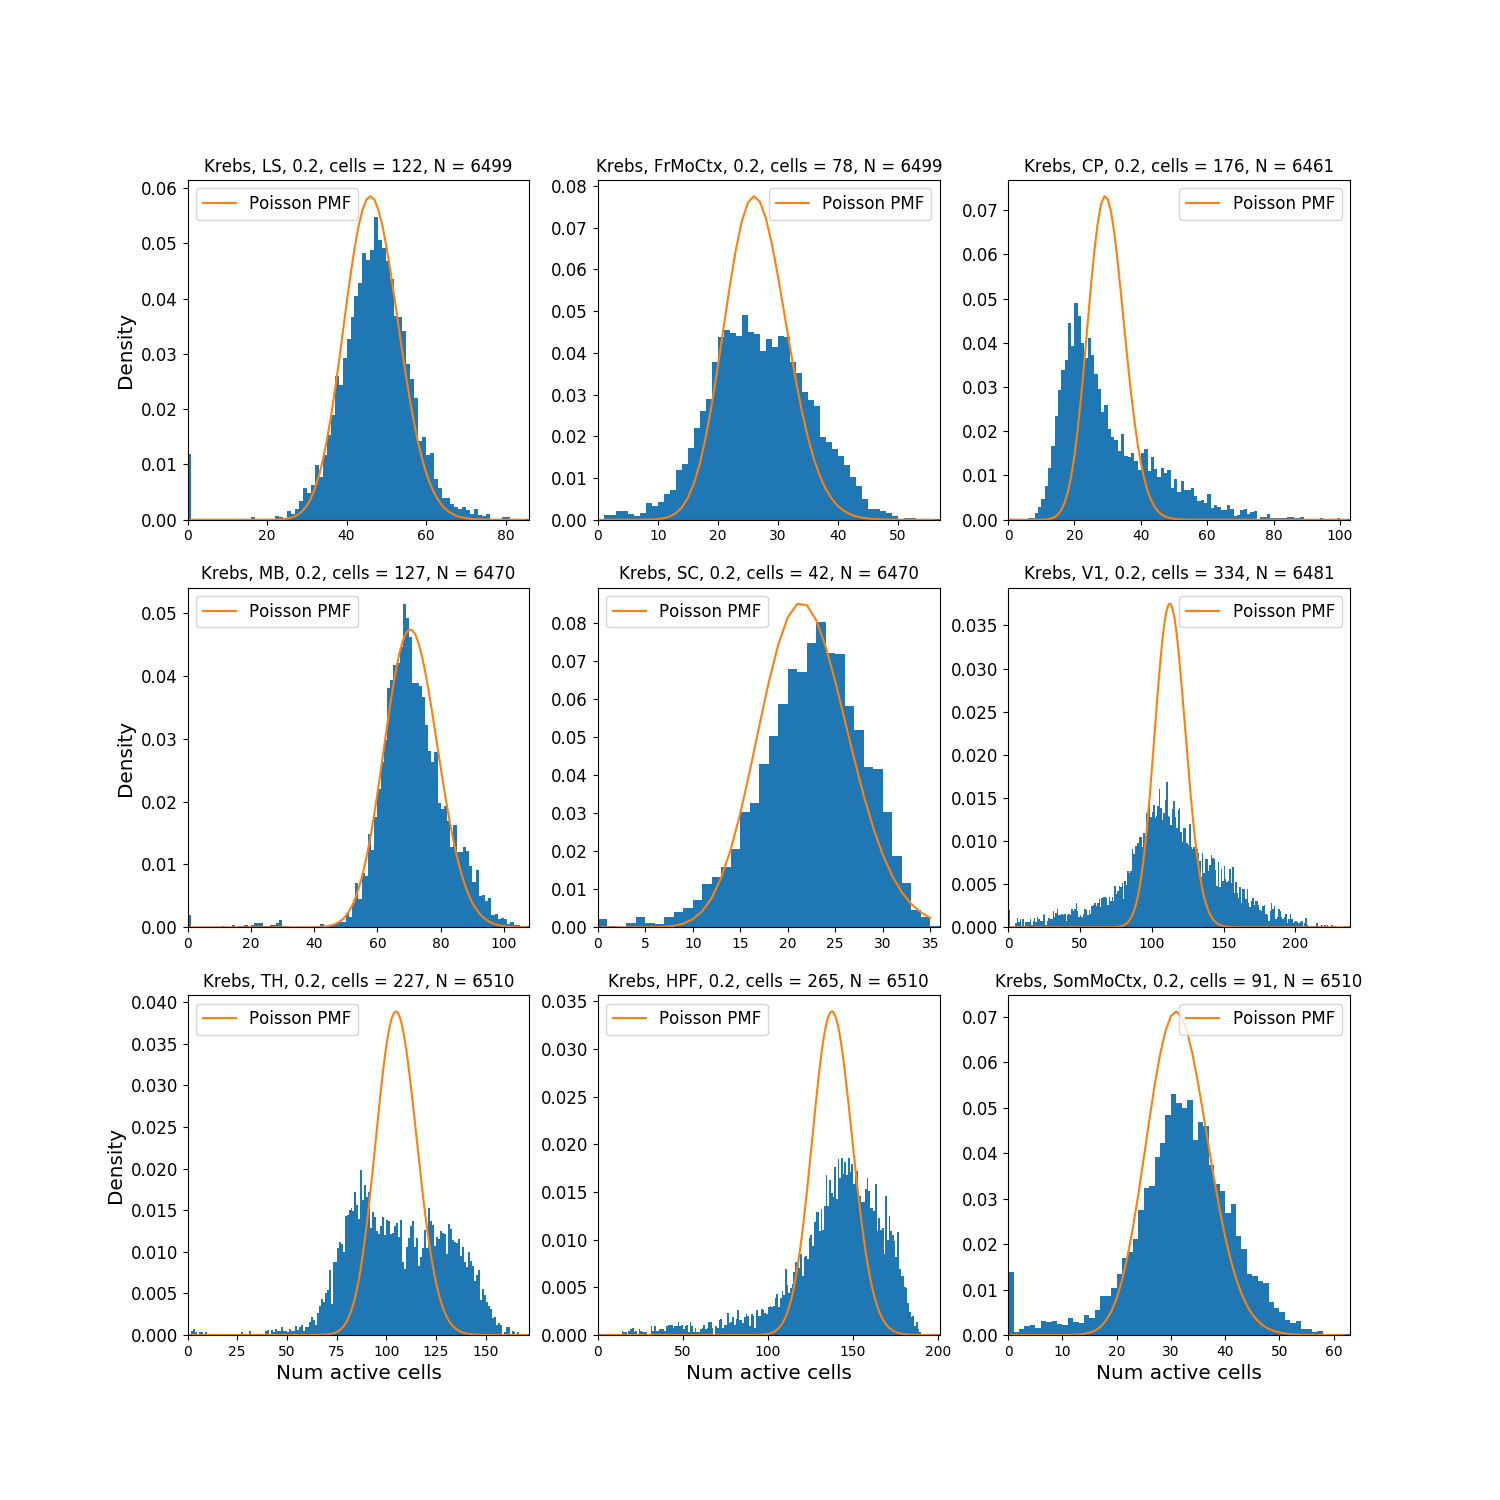 Krebs, LS, 0.2, cells = 122, N = 6499
Krebs, FrMoCtx, 0.2, cells = 78, N = 6499
Krebs, CP, 0.2, cells = 176, N = 6461
Poisson PMF
Poisson PMF
Poisson PMF
Density
0.06
0.05
0.04
0.03
0.02
0.01
0.00
0 20 40 60 80
0.08
0.07
0.06
0.05
0.04
0.03
0.02
0.01
0.00
0 10 20 30 40 50
0.07
0.06
0.05
0.04
0.03
0.02
0.01
0.00
0 20 40 60 80 100
Krebs, MB, 0.2, cells = 127, N = 6470
Krebs, SC, 0.2, cells = 42, N = 6470
Krebs, V1, 0.2, cells = 334, N = 6481
Poisson PMF
Poisson PMF
Poisson PMF
Density
0.05
0.04
0.03
0.02
0.01
0.00
0 20 40 60 80 100
0.08
0.07
0.06
0.05
0.04
0.03
0.02
0.01
0.00
0 5 10 15 20 25 30 35
0.035
0.030
0.025
0.020
0.015
0.010
0.005
0.000
0 50 100 150 200
Krebs, TH, 0.2, cells = 227, N = 6510
Krebs, HPF, 0.2, cells = 265, N = 6510
Krebs, SomMoCtx, 0.2, cells = 91, N = 6510
Poisson PMF
Poisson PMF
Poisson PMF
Density
0.040
0.035
0.030
0.025
0.020
0.015
0.010
0.005
0.000
0 25 50 75 100 125 150
Num active cells
0.035
0.030
0.025
0.020
0.015
0.010
0.005
0.000
0 50 100 150 200
Num active cells
0.07
0.06
0.05
0.04
0.03
0.02
0.01
0.00
0 10 20 30 40 50 60
Num active cells